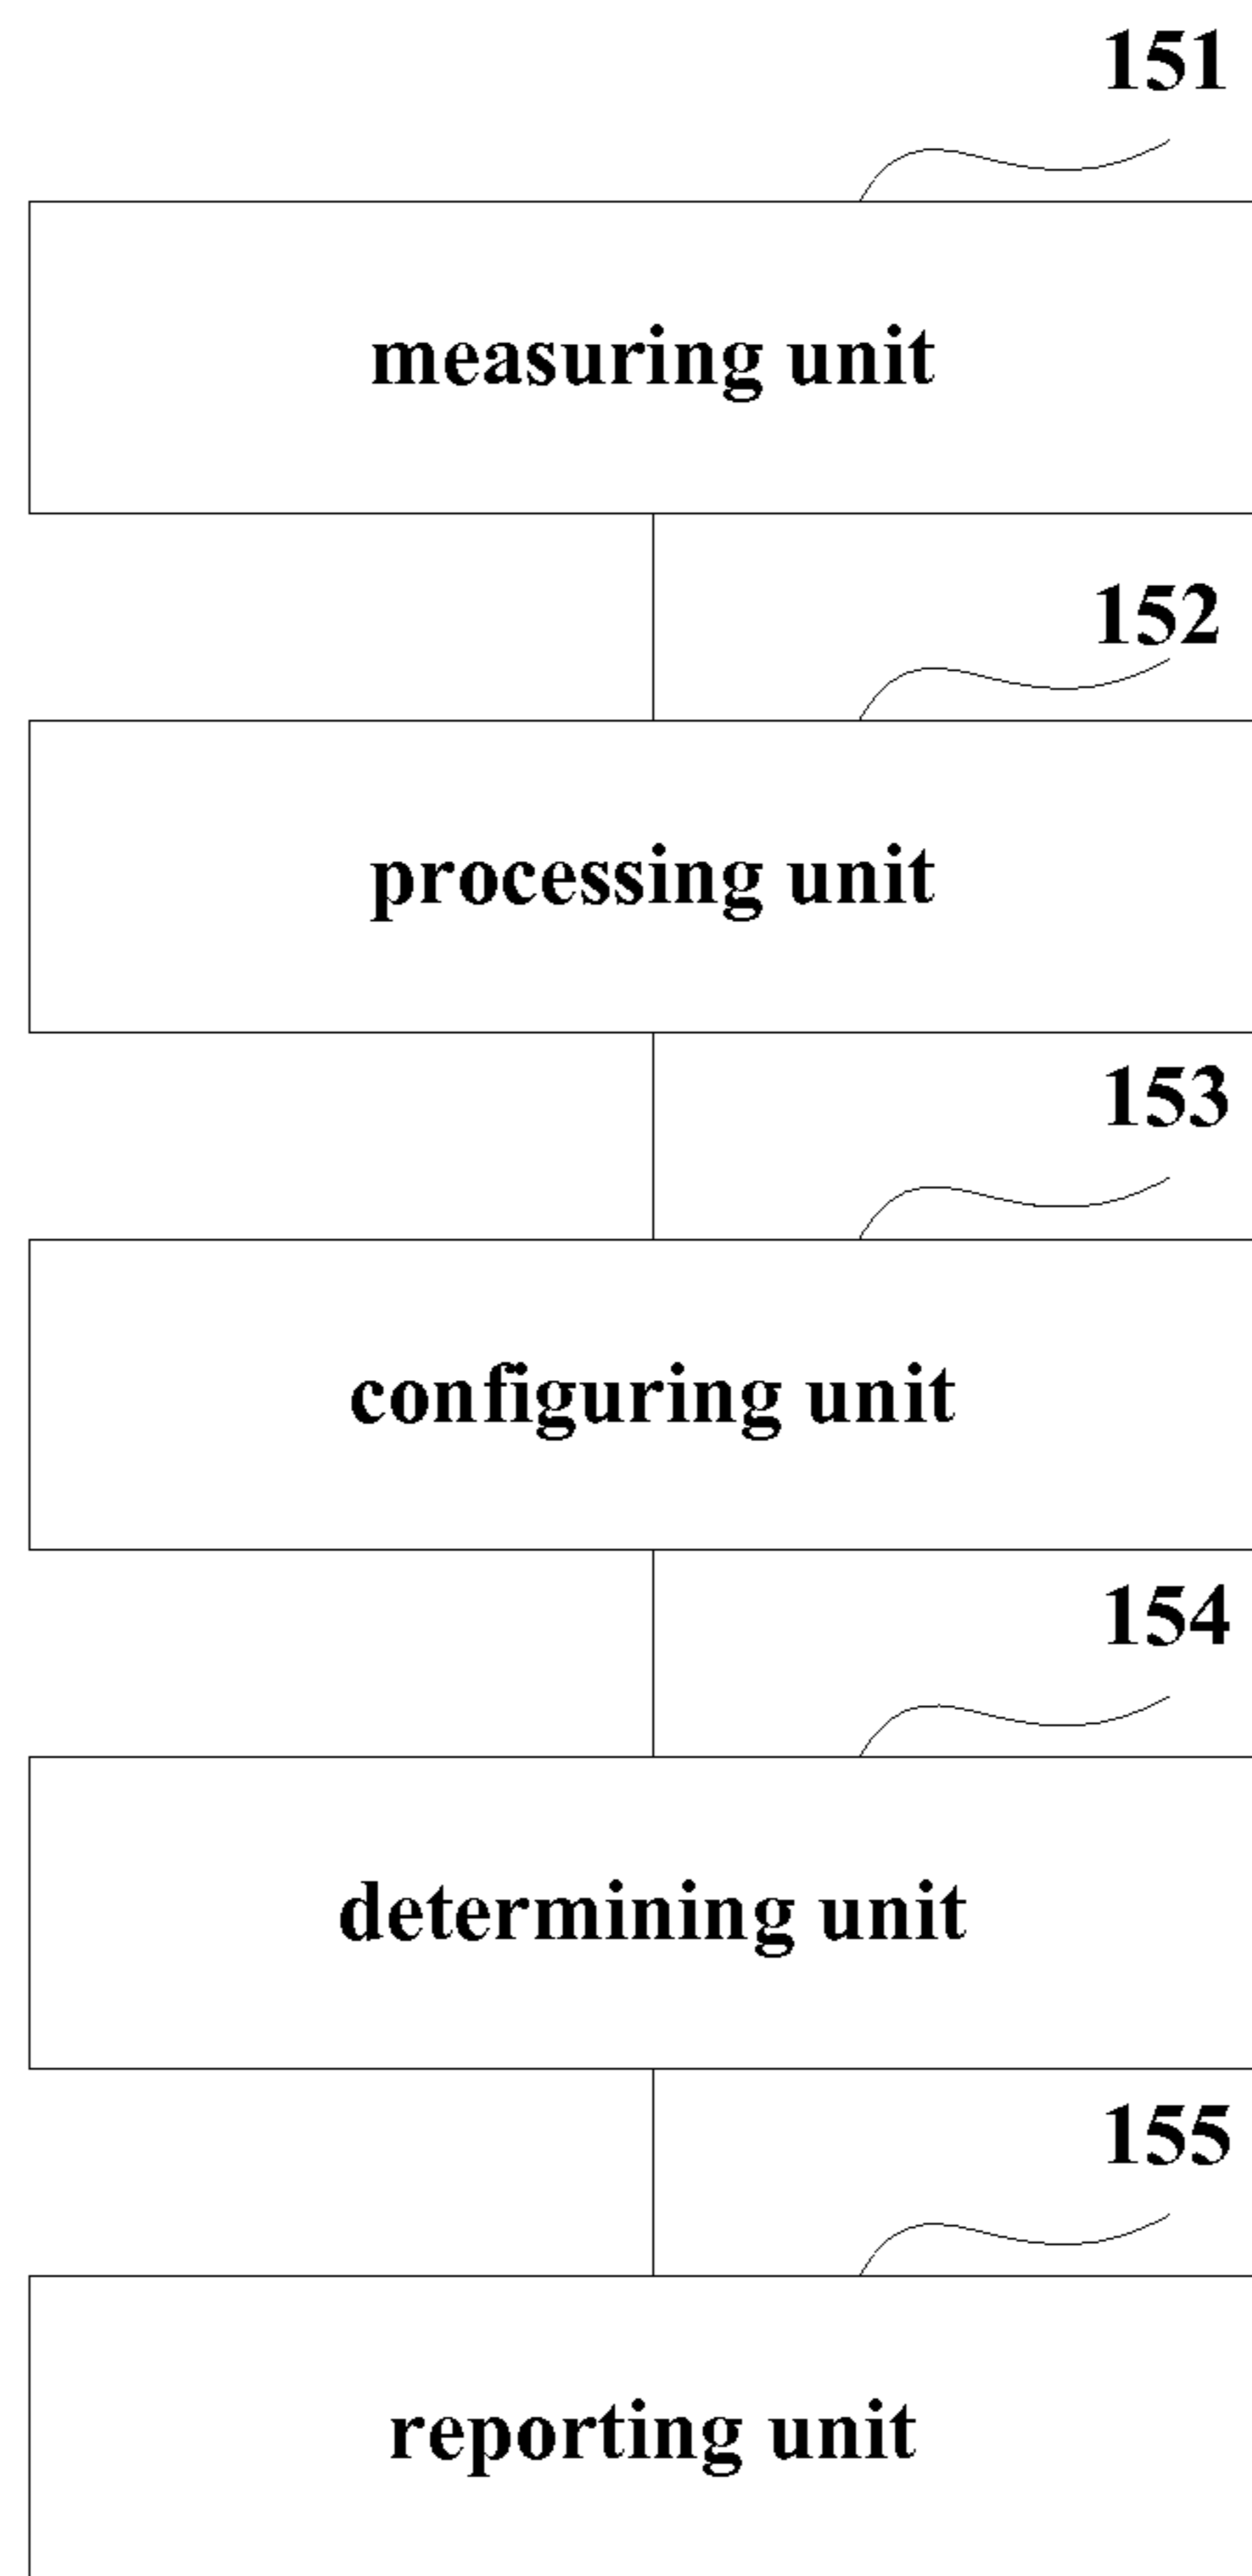 151
measuring unit
152
processing unit
153
configuring unit
154
determining unit
155
reporting unit